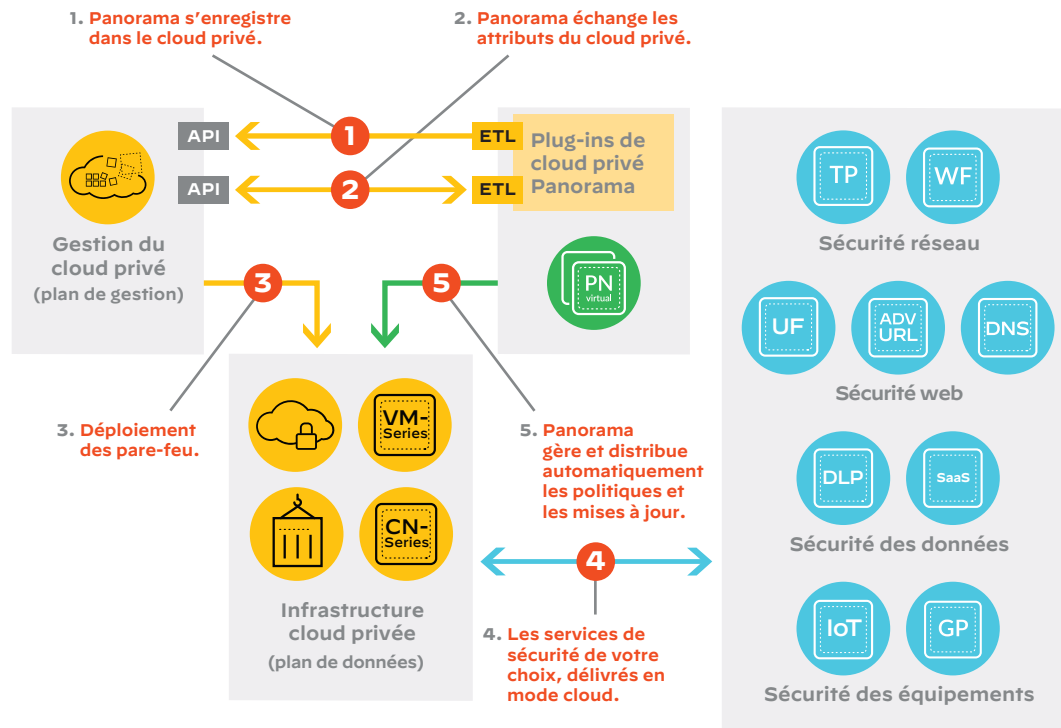 1. Panorama s’enregistre
dans le cloud privé.
2. Panorama échange les
attributs du cloud privé.
API
1
ETL
API
2
ETL
Plug-ins de
cloud privé
Panorama
Gestion du
cloud privé
(plan de gestion)
3
5
PN
virtual
3. Déploiement
des pare-feu.
VM-
Series
CN-
Series
Infrastructure
cloud privée
(plan de données)
5. Panorama
gère et distribue
automatiquement
les politiques et
les mises à jour.
4
4. Les services de
sécurité de votre
choix, délivrés en
mode cloud.
TP
WF
Sécurité réseau
UF
ADV
URL
DNS
Sécurité web
DLP
SaaS
Sécurité des données
IoT
GP
Sécurité des équipements